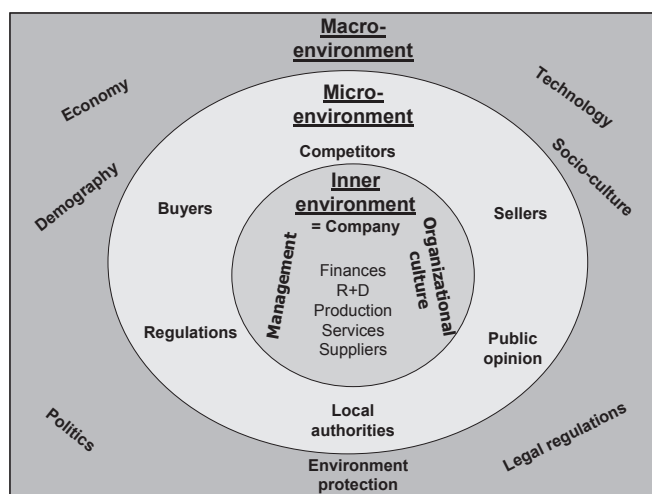 Macro-
environment
Economy
Technology
Micro-
environment
Competitors
Socio-culture
Demography
Inner
environment
= Company
Buyers
Sellers
Management
Organizational
culture
Finances
R+D
Production
Services
Suppliers
Regulations
Public
opinion
Local
authorities
Politics
Legal regulations
Environment
protection